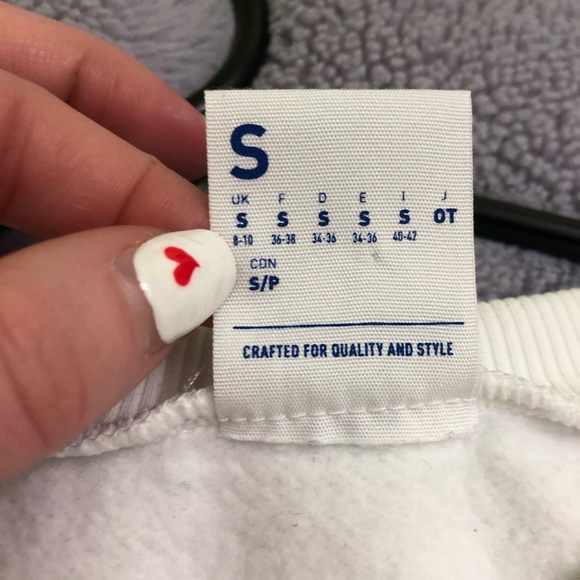 S
UK F D E I J
S S S S S OT
8-10 36-38 34-36 34-36 40-42
CDN
S/P
CRAFTED FOR QUALITY AND STYLE